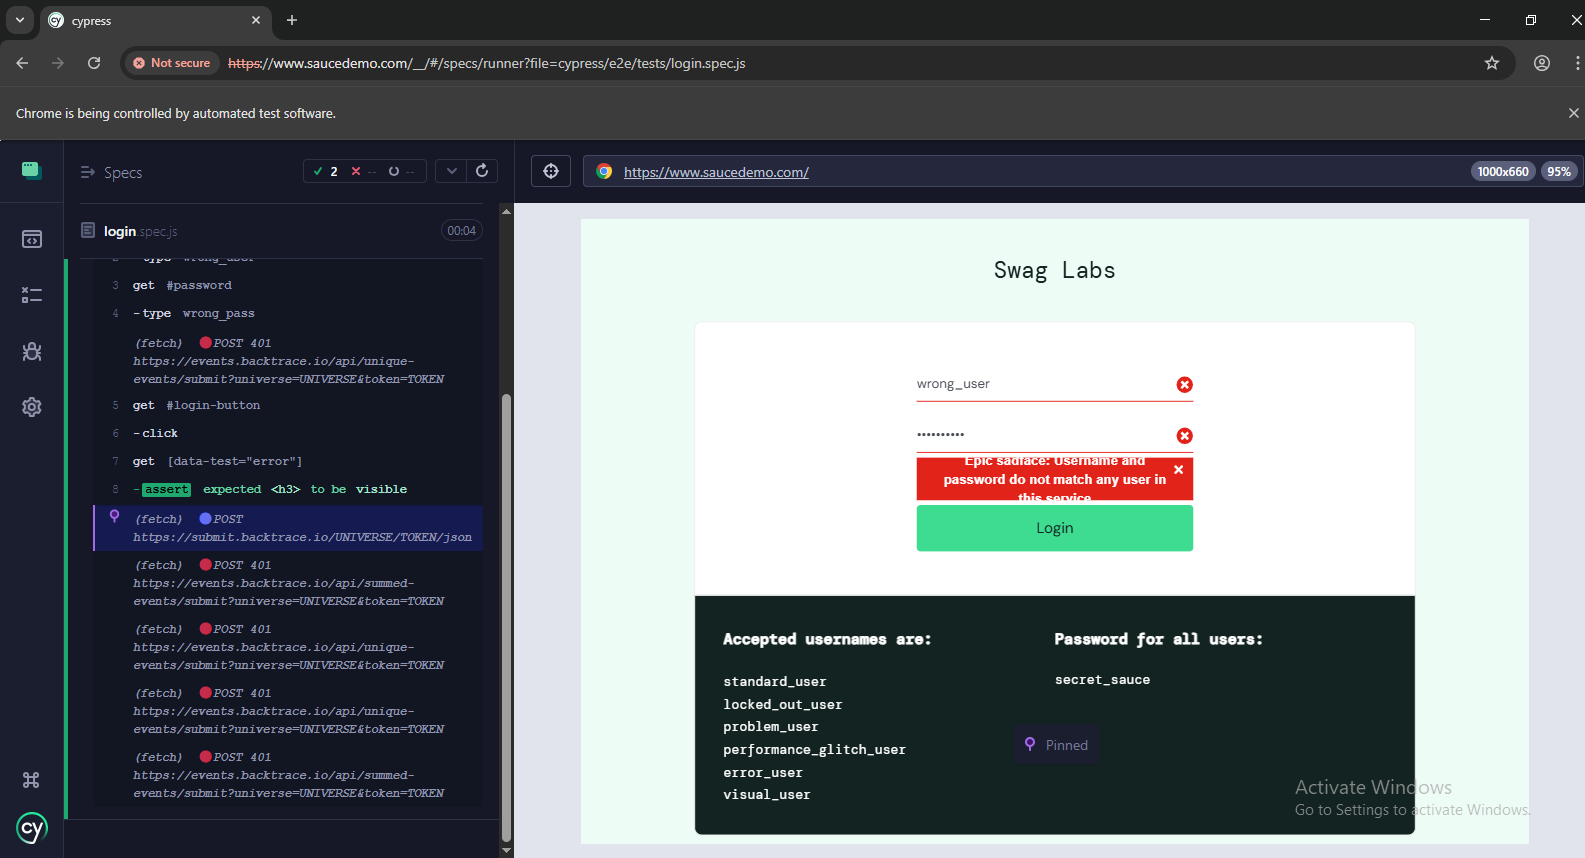 cypress
Not secure
https://www.saucedemo.com/__/#/specs/runner?file=cypress/e2e/tests/login.spec.js
Chrome is being controlled by automated test software.
Specs
2 -- --
https://www.saucedemo.com/
1000x660 95%
login.spec.js
00:04
2 -type wrong_user
3 get #password
4 -type wrong_pass
(fetch) POST 401
https://events.backtrace.io/api/unique-
events/submit?universe=UNIVERSE&token=TOKEN
5 get #login-button
6 -click
7 get [data-test="error"]
8 -assert expected <h3> to be visible
(fetch) POST
https://submit.backtrace.io/UNIVERSE/TOKEN/json
(fetch) POST 401
https://events.backtrace.io/api/summed-
events/submit?universe=UNIVERSE&token=TOKEN
(fetch) POST 401
https://events.backtrace.io/api/unique-
events/submit?universe=UNIVERSE&token=TOKEN
(fetch) POST 401
https://events.backtrace.io/api/unique-
events/submit?universe=UNIVERSE&token=TOKEN
(fetch) POST 401
https://events.backtrace.io/api/summed-
events/submit?universe=UNIVERSE&token=TOKEN
cy
Swag Labs
wrong_user
••••••••••
Epic sadface: Username and
password do not match any user in
this service
Login
Accepted usernames are:
standard_user
locked_out_user
problem_user
performance_glitch_user
error_user
visual_user
Password for all users:
secret_sauce
Pinned
Activate Windows
Go to Settings to activate Windows.